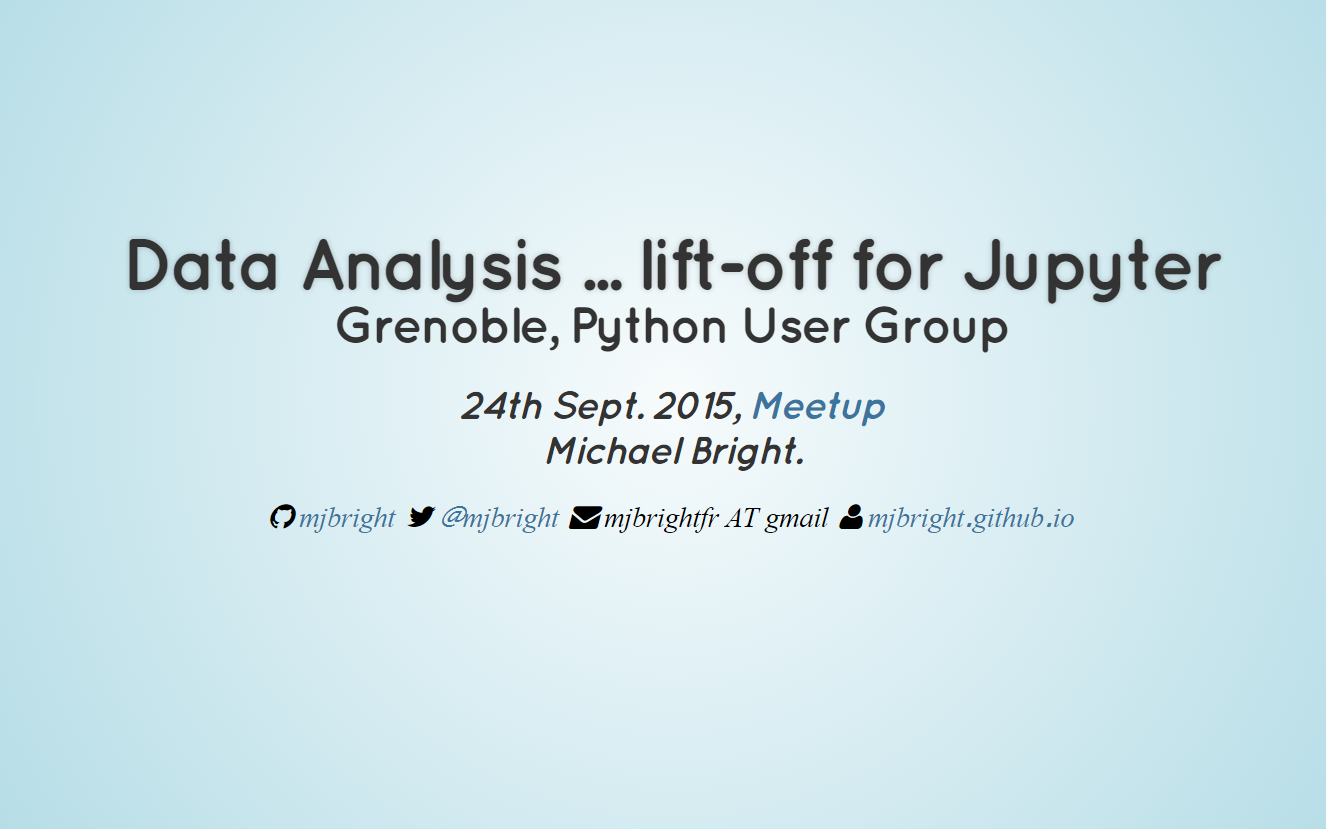 Data Analysis ... lift-off for Jupyter
Grenoble, Python User Group
24th Sept. 2015, Meetup
Michael Bright.
mjbright @mjbright mjbrightfr AT gmail mjbright.github.io